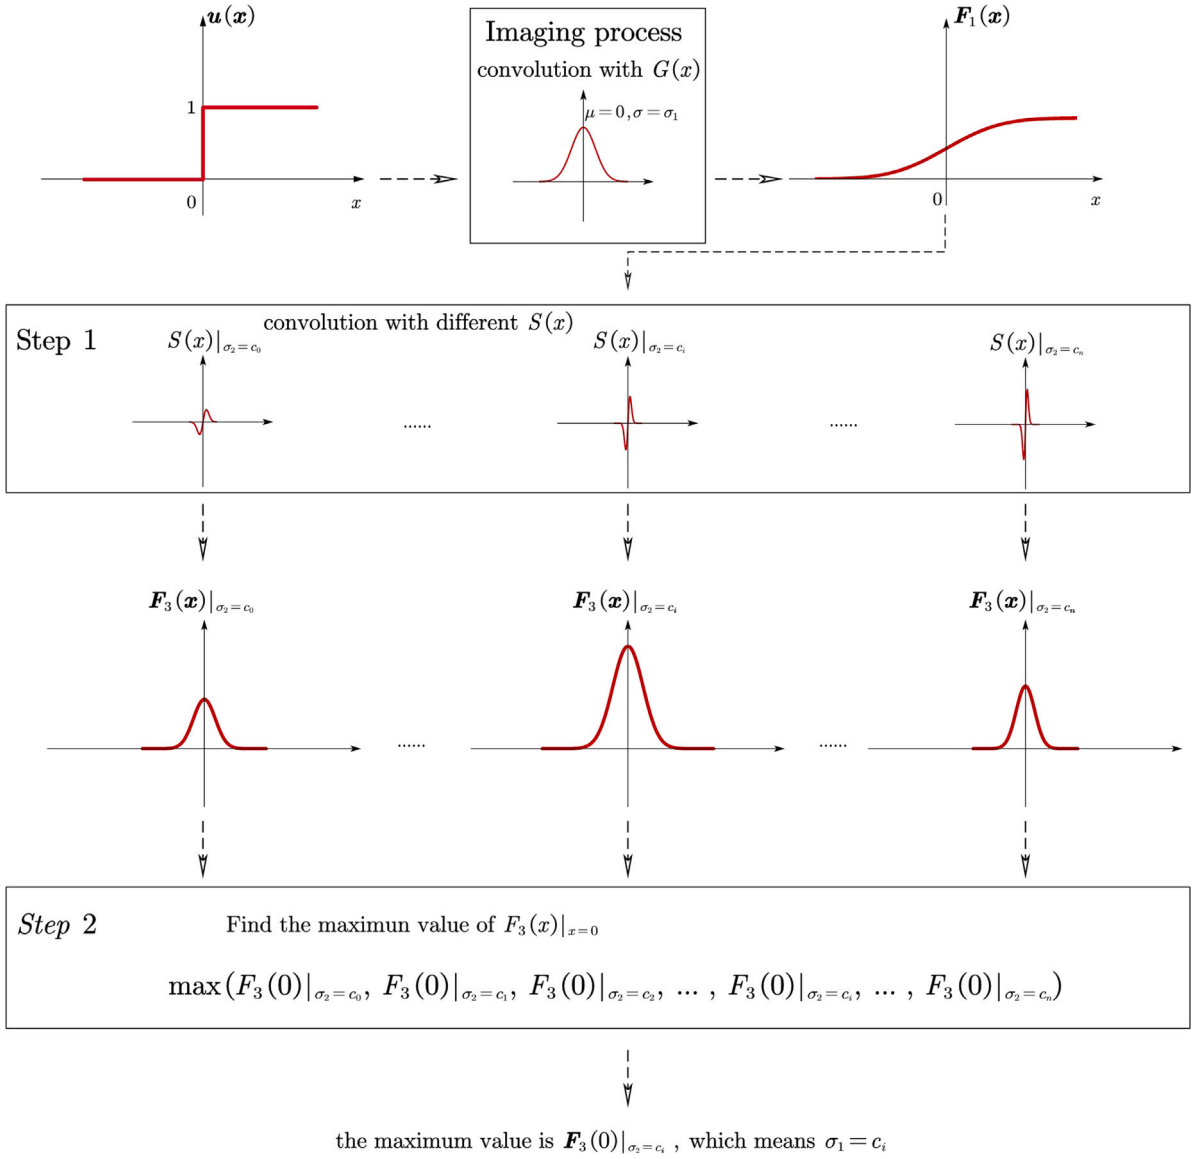 u(x)
1
0
x
Imaging process
convolution with G(x)
μ=0,σ=σ₁
F₁(x)
0
x
Step 1
convolution with different S(x)
S(x)|σ₂=c₀
S(x)|σ₂=cᵢ
S(x)|σ₂=cₙ
......
......
F₃(x)|σ₂=c₀
F₃(x)|σ₂=cᵢ
F₃(x)|σ₂=cₙ
......
......
Step 2
Find the maximun value of F₃(x)|ₓ₌₀
max(F₃(0)|σ₂=c₀, F₃(0)|σ₂=c₁, F₃(0)|σ₂=c₂, ... , F₃(0)|σ₂=cᵢ, ... , F₃(0)|σ₂=cₙ)
the maximum value is F₃(0)|σ₂=cᵢ , which means σ₁=cᵢ